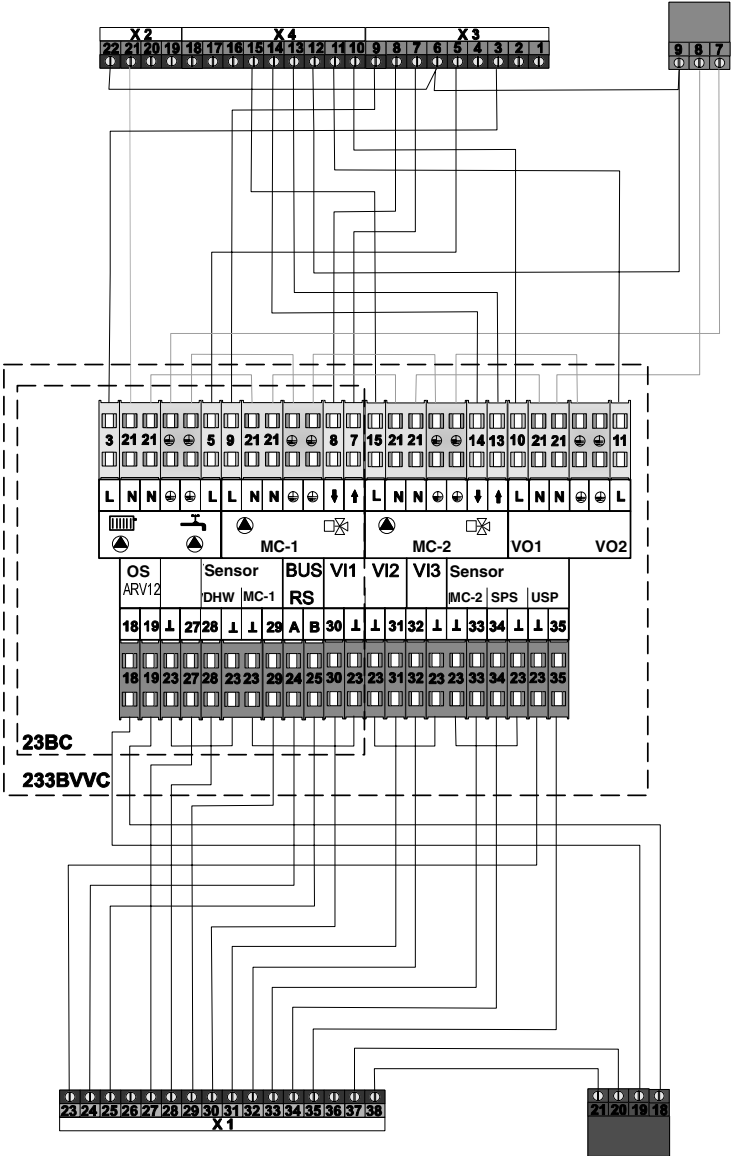 X 2 X 4 X 3
22 21 20 19 18 17 16 15 14 13 12 11 10 9 8 7 6 5 4 3 2 1
9 8 7
3 21 21 5 9 21 21 8 7 15 21 21 14 13 10 21 21 11
L N N L L N N L N N L N N L
MC-1 MC-2 VO1 VO2
OS Sensor BUS VI1 VI2 VI3 Sensor
ARV12 DHW MC-1 RS MC-2 SPS USP
18 19 27 28 29 A B 30 31 32 33 34 35
18 19 23 27 28 23 23 29 24 25 30 23 23 31 32 23 23 33 34 23 23 35
23BC
233BVVC
23 24 25 26 27 28 29 30 31 32 33 34 35 36 37 38
X 1
21 20 19 18